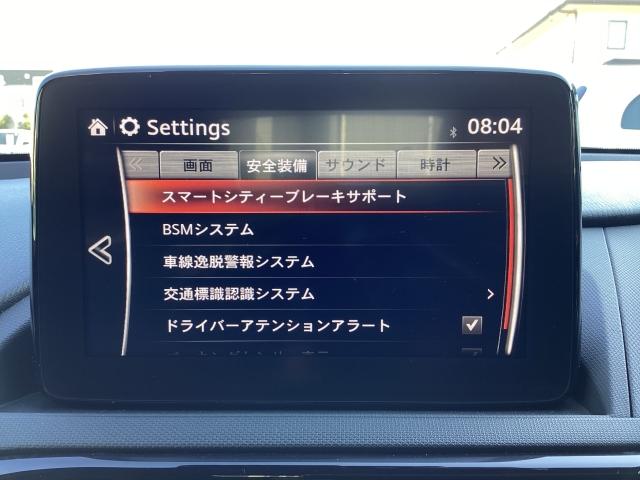 Settings 08:04
画面 安全装備 サウンド 時計
スマートシティーブレーキサポート
BSMシステム
車線逸脱警報システム
交通標識認識システム
ドライバーアテンションアラート